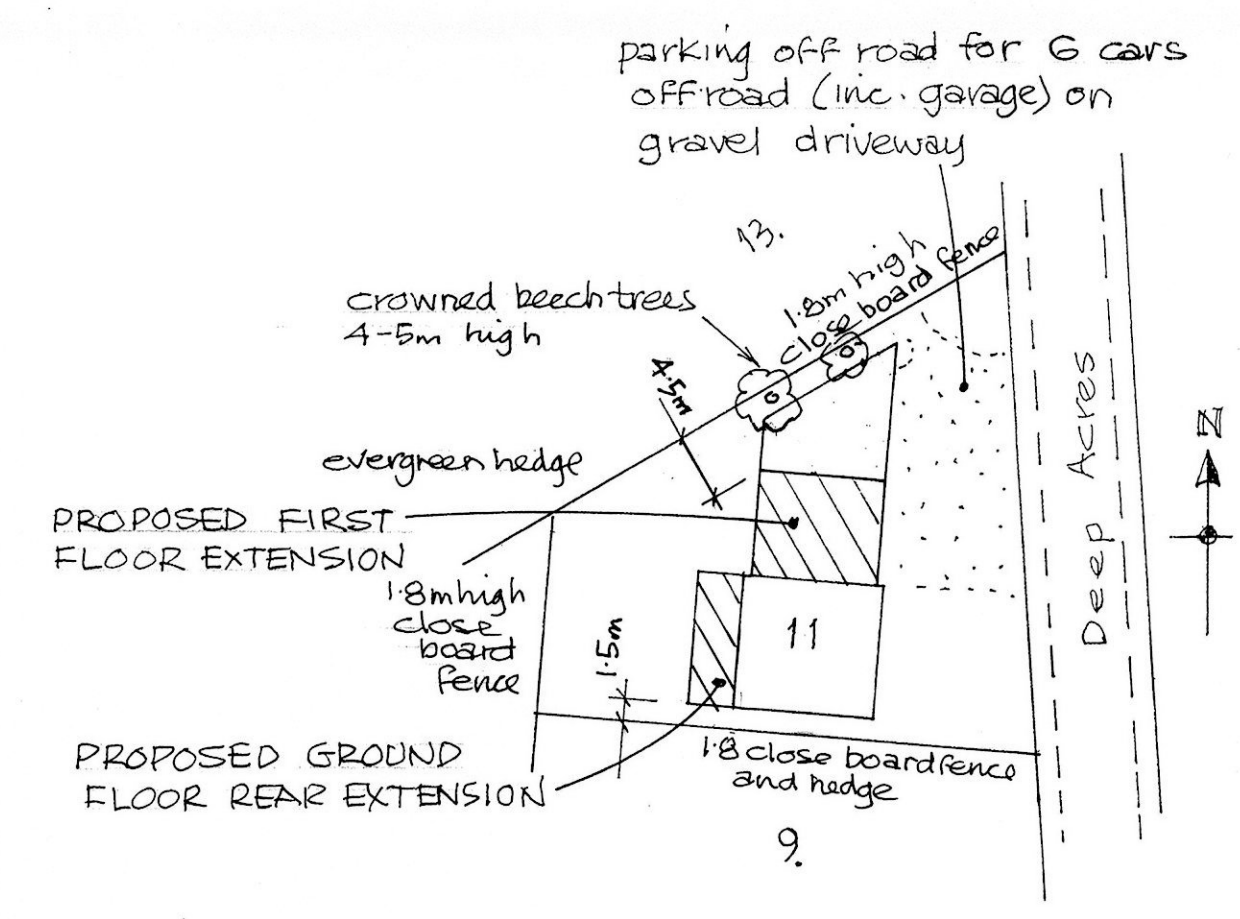 parking off road for 6 cars
off road (inc. garage) on
gravel driveway
13.
1.8m high
close board fence
crowned beech trees
4-5m high
4.5m
evergreen hedge
PROPOSED FIRST
FLOOR EXTENSION
1.8m high
close
board
fence
1.5m
11
Deep Acres
N
PROPOSED GROUND
FLOOR REAR EXTENSION
1.8 close board fence
and hedge
9.